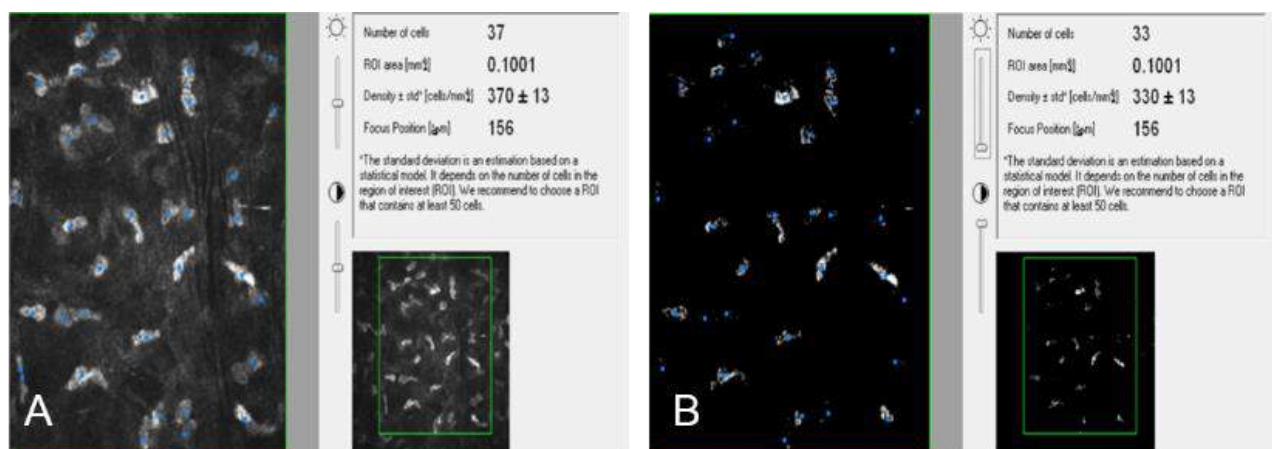 Number of cells 37
ROI area [mm²]
0.1001
Density ± std* [cells/mm²] 370 ± 13
Focus Position [µm]
156
*The standard deviation is an estimation based on a
statistical model. It depends on the number of cells in the
region of interest (ROI). We recommend to choose a ROI
that contains at least 50 cells.
A
Number of cells 33
ROI area [mm²]
0.1001
Density ± std* [cells/mm²] 330 ± 13
Focus Position [µm]
156
*The standard deviation is an estimation based on a
statistical model. It depends on the number of cells in the
region of interest (ROI). We recommend to choose a ROI
that contains at least 50 cells.
B